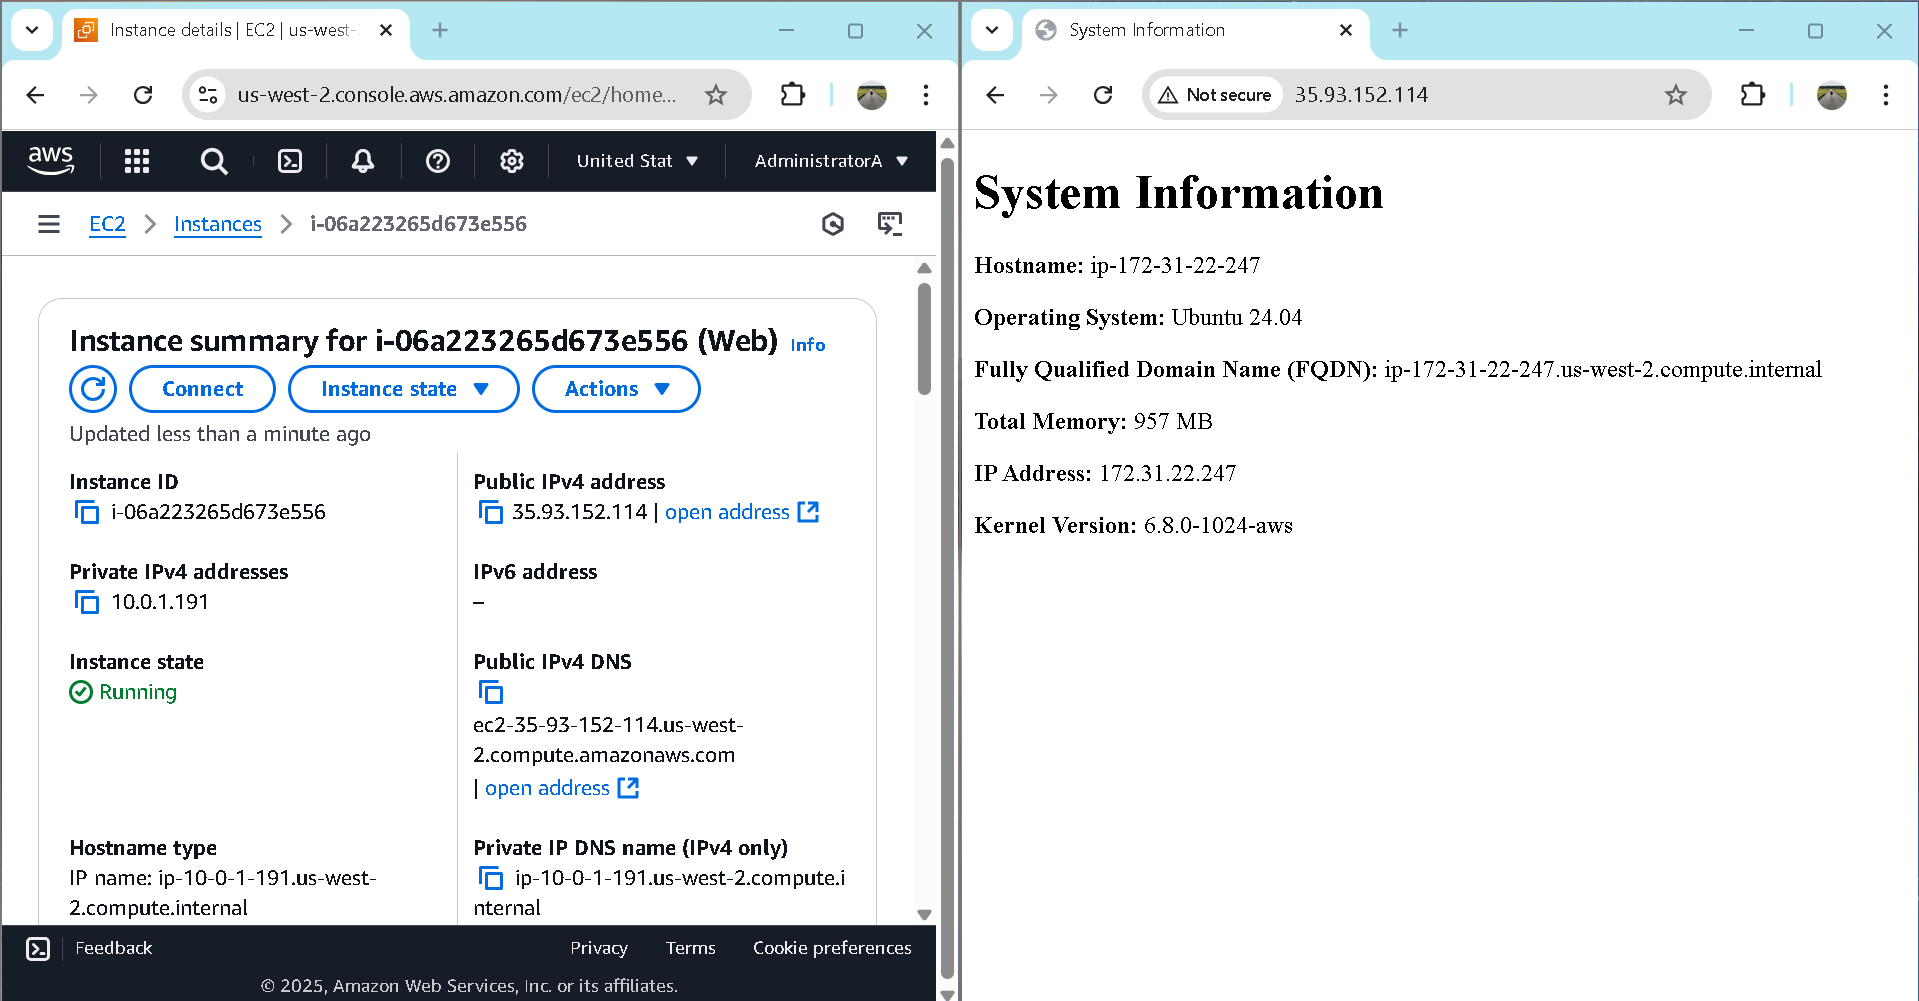 Instance details | EC2 | us-west-
us-west-2.console.aws.amazon.com/ec2/home...
aws
United Stat
AdministratorA
EC2
Instances
i-06a223265d673e556
Instance summary for i-06a223265d673e556 (Web) Info
Connect
Instance state
Actions
Updated less than a minute ago
Instance ID
i-06a223265d673e556
Public IPv4 address
35.93.152.114 | open address
Private IPv4 addresses
10.0.1.191
IPv6 address
–
Instance state
Running
Public IPv4 DNS
ec2-35-93-152-114.us-west-
2.compute.amazonaws.com
| open address
Hostname type
IP name: ip-10-0-1-191.us-west-
2.compute.internal
Private IP DNS name (IPv4 only)
ip-10-0-1-191.us-west-2.compute.i
nternal
Feedback
Privacy
Terms
Cookie preferences
© 2025, Amazon Web Services, Inc. or its affiliates.
System Information
Not secure
35.93.152.114
System Information
Hostname: ip-172-31-22-247
Operating System: Ubuntu 24.04
Fully Qualified Domain Name (FQDN): ip-172-31-22-247.us-west-2.compute.internal
Total Memory: 957 MB
IP Address: 172.31.22.247
Kernel Version: 6.8.0-1024-aws